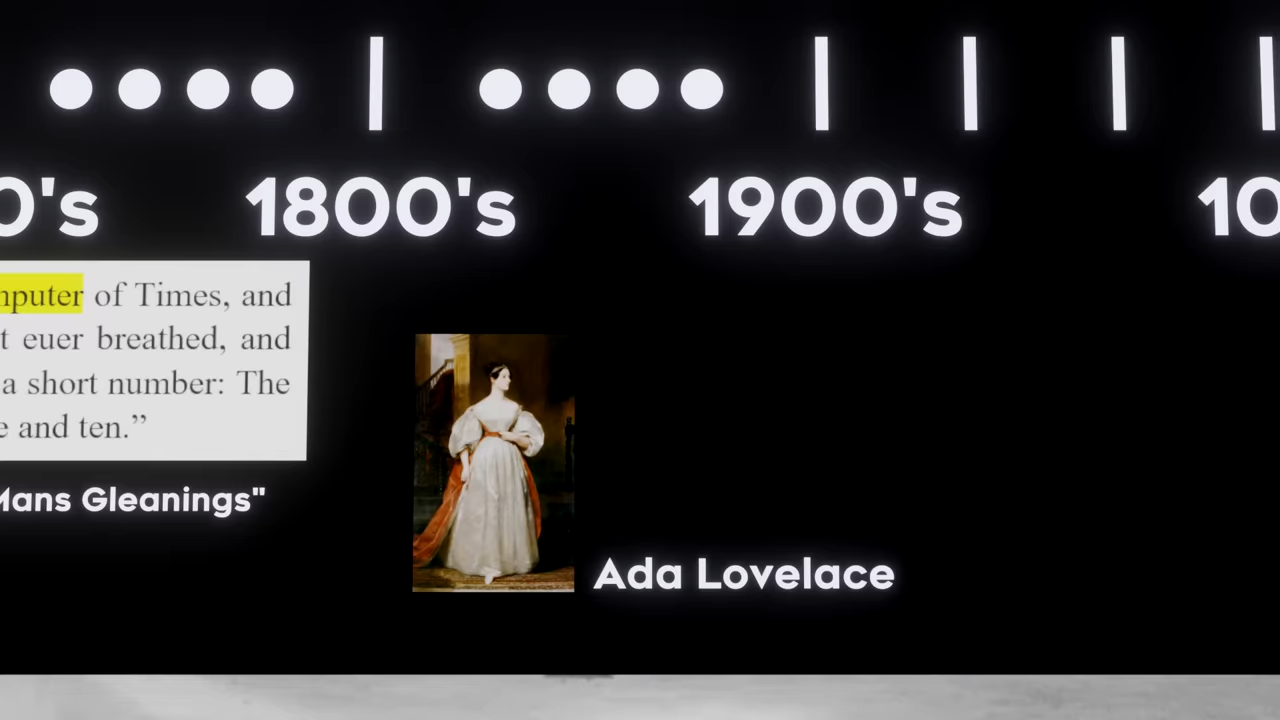 0's 1800's 1900's 10
mputer of Times, and
t euer breathed, and
a short number: The
e and ten.”
Mans Gleanings"
Ada Lovelace